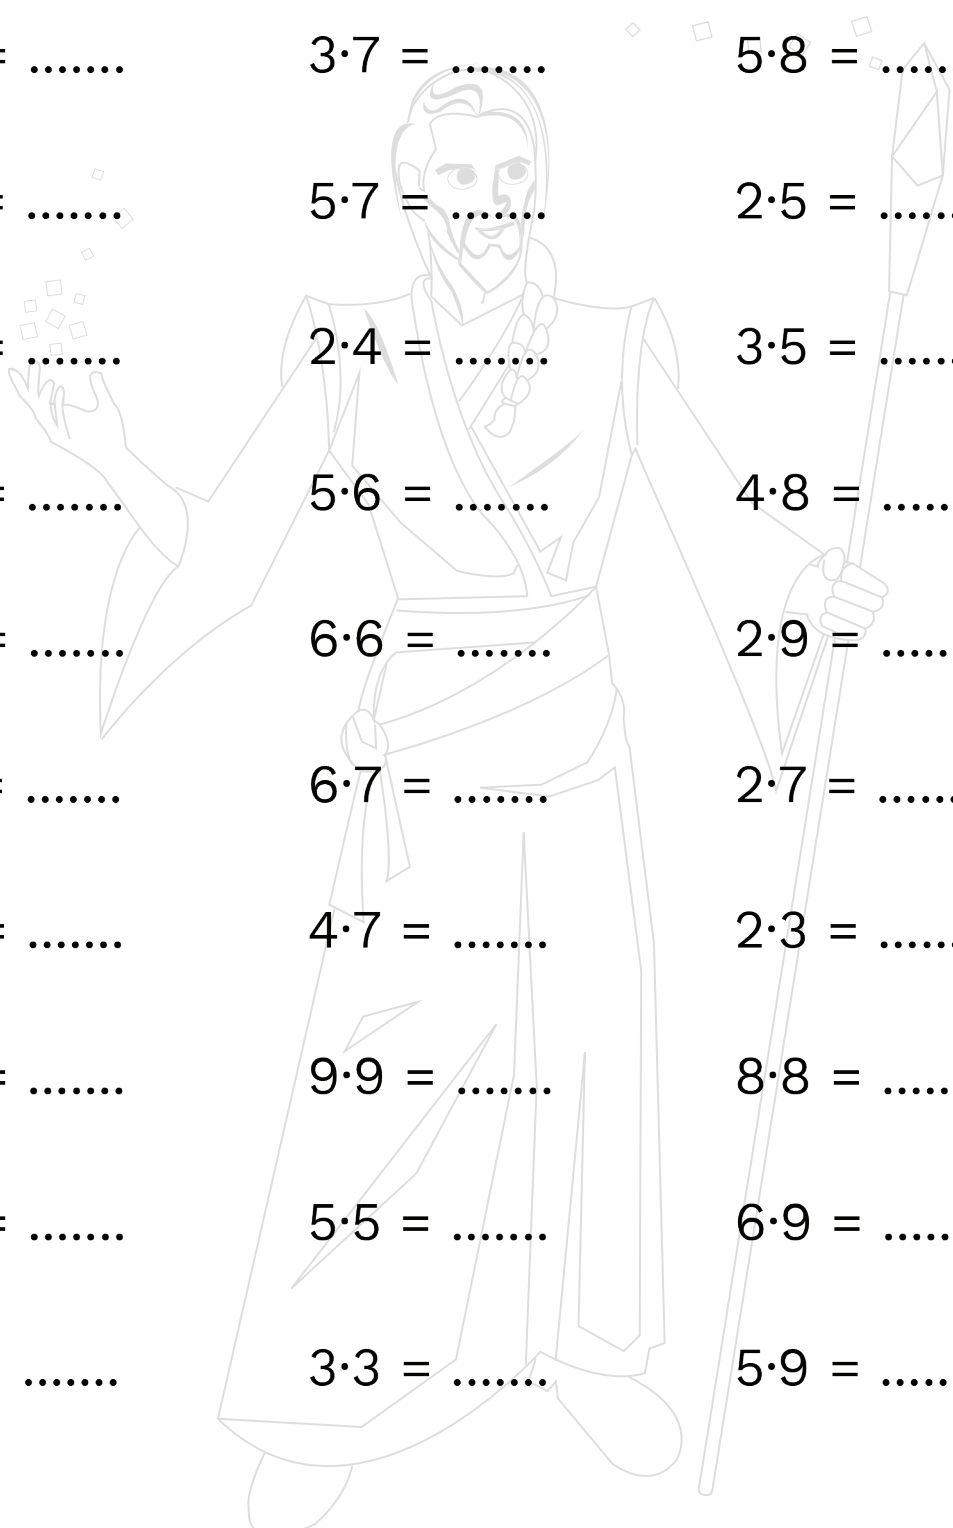 = ....... 3·7 = ....... 5·8 = .....
= ....... 5·7 = ....... 2·5 = .....
= ....... 2·4 = ....... 3·5 = .....
= ....... 5·6 = ....... 4·8 = .....
= ....... 6·6 = ....... 2·9 = .....
= ....... 6·7 = ....... 2·7 = .....
= ....... 4·7 = ....... 2·3 = .....
= ....... 9·9 = ....... 8·8 = .....
= ....... 5·5 = ....... 6·9 = .....
....... 3·3 = ....... 5·9 = .....